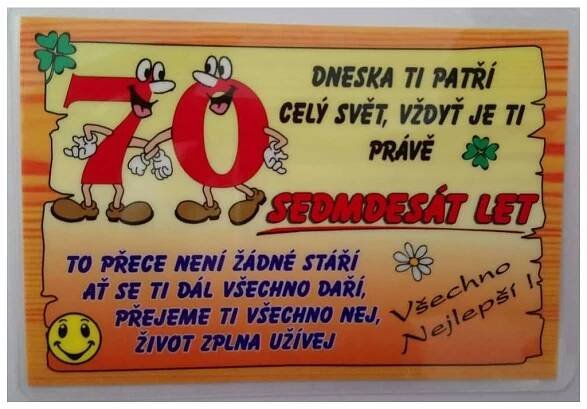 70
DNESKA TI PATŘÍ
CELÝ SVĚT, VŽDYŤ JE TI
PRÁVĚ
SEDMDESÁT LET
TO PŘECE NENÍ ŽÁDNÉ STÁŘÍ
AŤ SE TI DÁL VŠECHNO DAŘÍ,
PŘEJEME TI VŠECHNO NEJ,
ŽIVOT ZPLNA UŽÍVEJ
Všechno
Nejlepší !